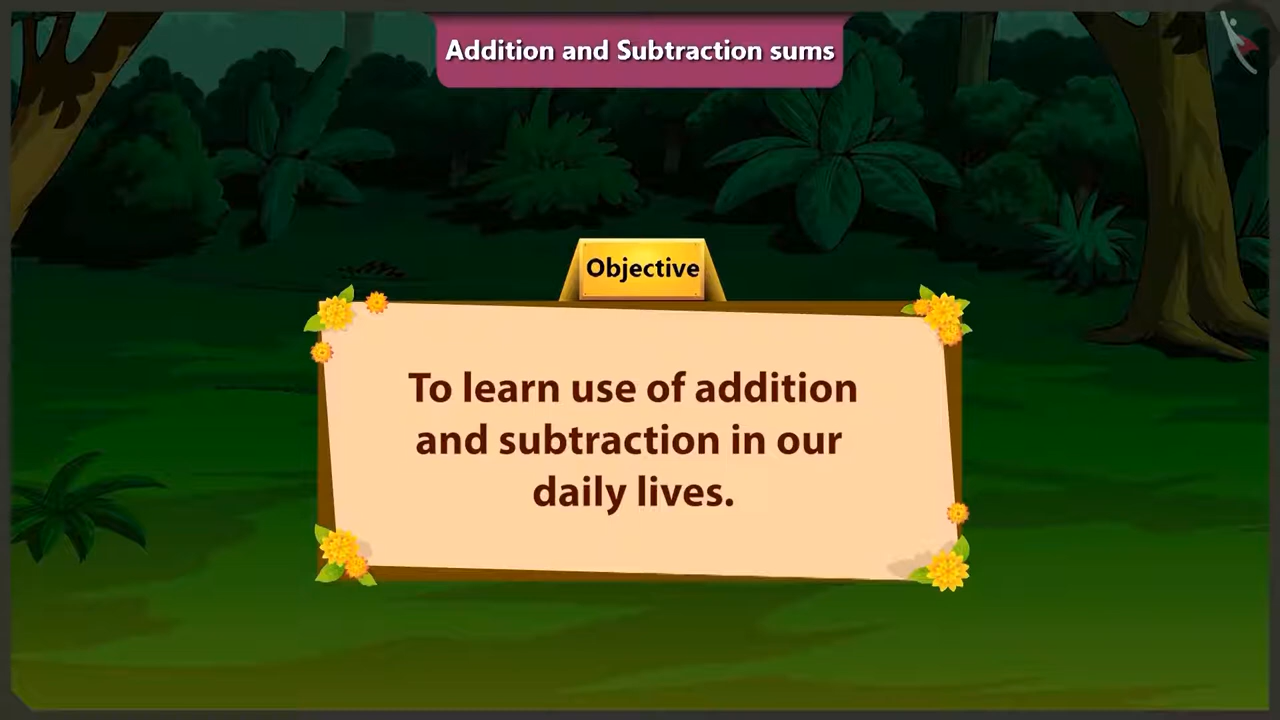 Addition and Subtraction sums
Objective
To learn use of addition
and subtraction in our
daily lives.